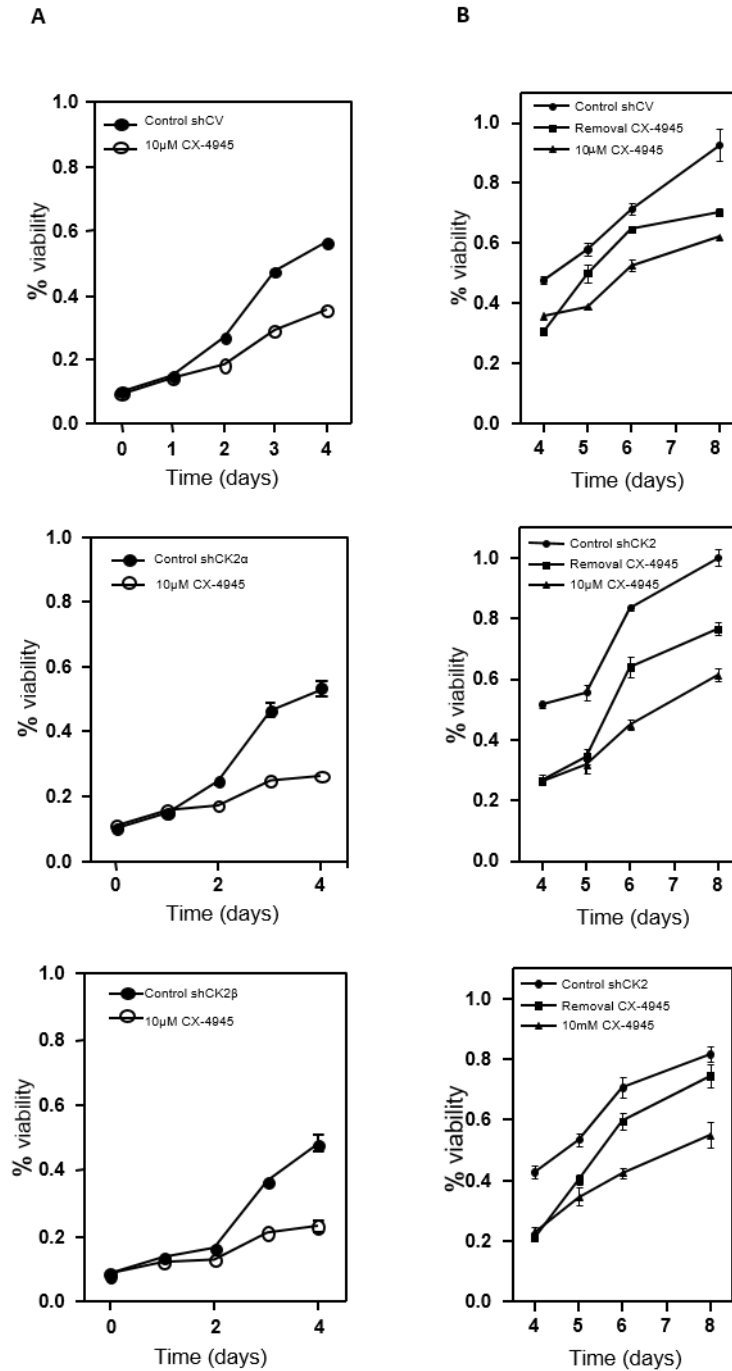 A
B
1.0
0.8
0.6
0.4
0.2
0.0
% viability
Control shCV
10µM CX-4945
0 1 2 3 4
Time (days)
1.0
0.8
0.6
0.4
0.2
0.0
% viability
Control shCV
Removal CX-4945
10µM CX-4945
4 5 6 7 8
Time (days)
1.0
0.8
0.6
0.4
0.2
0.0
% viability
Control shCK2α
10µM CX-4945
0 2 4
Time (days)
1.0
0.8
0.6
0.4
0.2
0.0
% viability
Control shCK2
Removal CX-4945
10µM CX-4945
4 5 6 7 8
Time (days)
1.0
0.8
0.6
0.4
0.2
0.0
% viability
Control shCK2β
10µM CX-4945
0 2 4
Time (days)
1.0
0.8
0.6
0.4
0.2
0.0
% viability
Control shCK2
Removal CX-4945
10mM CX-4945
4 5 6 7 8
Time (days)